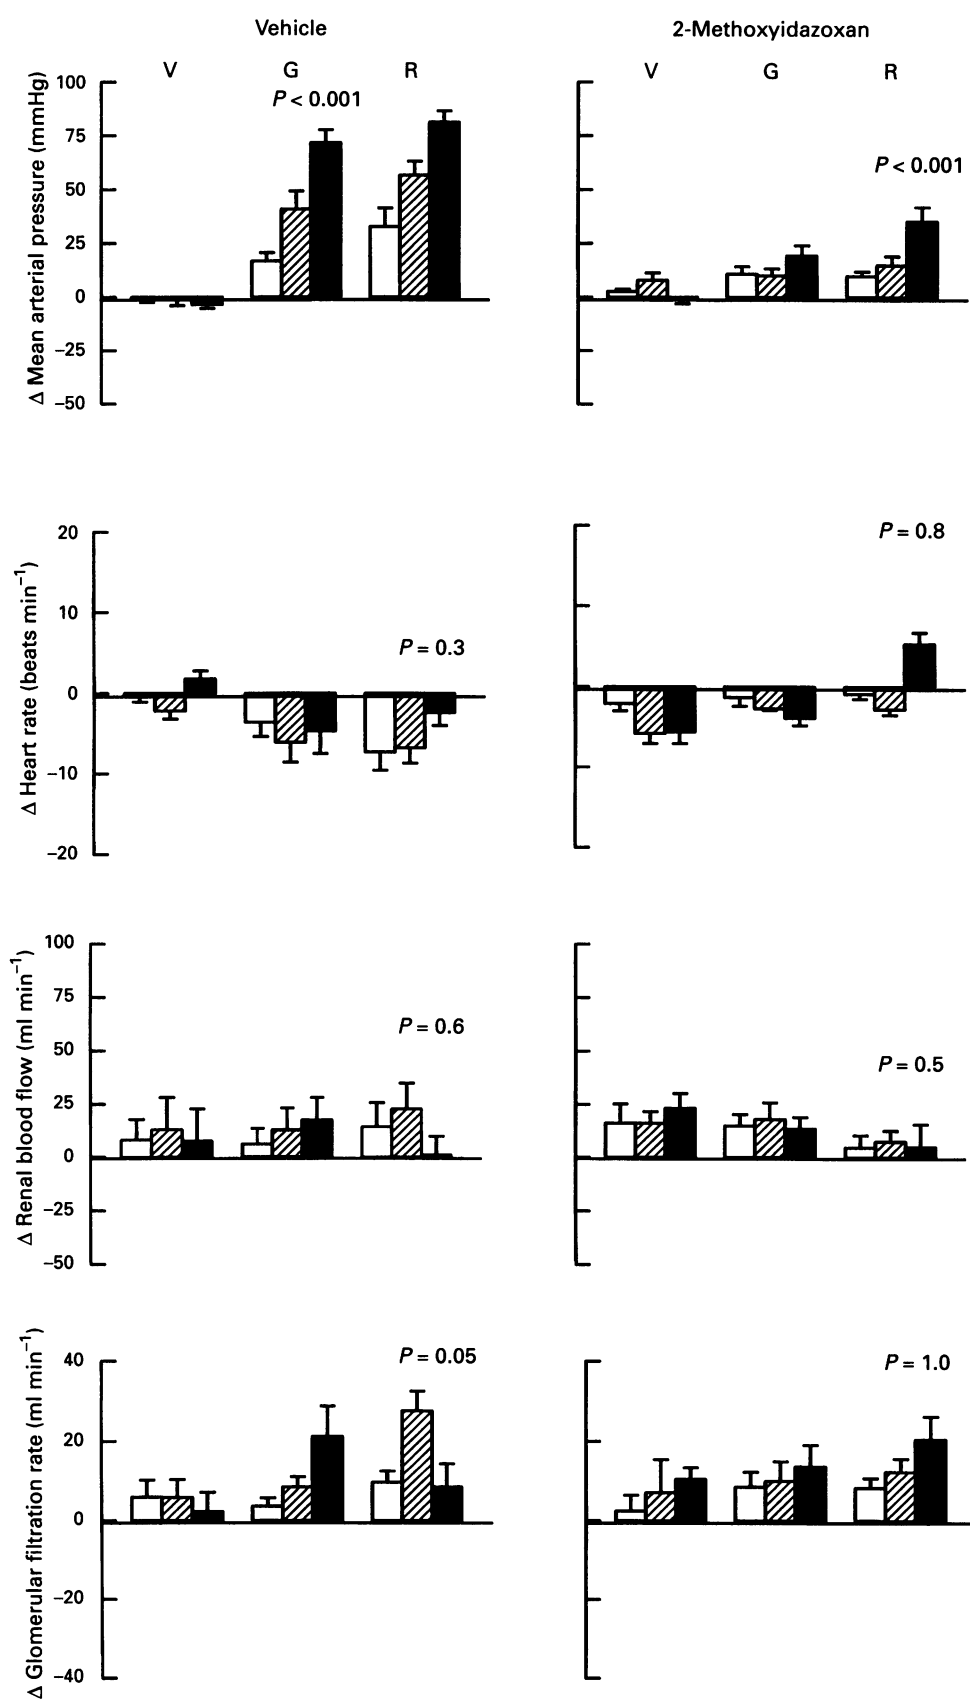 Vehicle 2-Methoxyidazoxan
V G R V G R
P < 0.001
P < 0.001
Δ Mean arterial pressure (mmHg)
100
75
50
25
0
−25
−50
P = 0.3
P = 0.8
Δ Heart rate (beats min−1)
20
10
0
−10
−20
P = 0.6
P = 0.5
Δ Renal blood flow (ml min−1)
100
75
50
25
0
−25
−50
P = 0.05
P = 1.0
Δ Glomerular filtration rate (ml min−1)
40
20
0
−20
−40